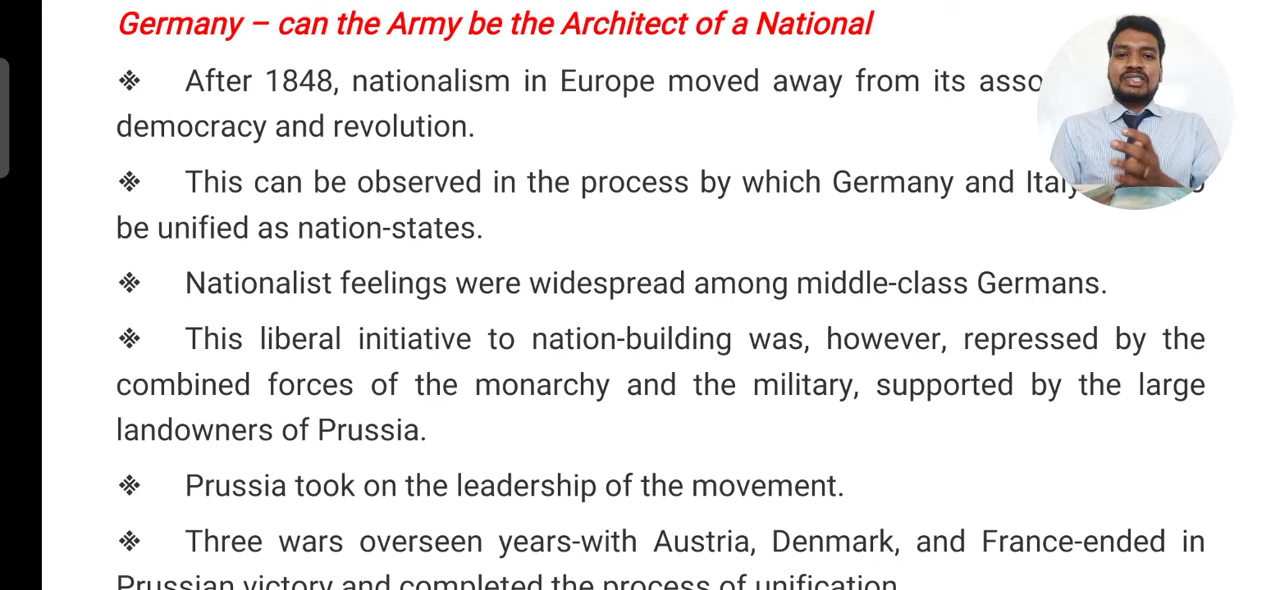 Germany – can the Army be the Architect of a National
❖ After 1848, nationalism in Europe moved away from its
democracy and revolution.
❖ This can be observed in the process by which Germany and
be unified as nation-states.
❖ Nationalist feelings were widespread among middle-class Germans.
❖ This liberal initiative to nation-building was, however, repressed by the
combined forces of the monarchy and the military, supported by the large
landowners of Prussia.
❖ Prussia took on the leadership of the movement.
❖ Three wars overseen years-with Austria, Denmark, and France-ended in
Prussian victory and completed the process of unification.